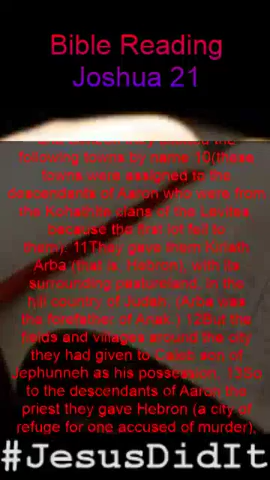 Bible Reading
Joshua 21
following towns by name 10(these
towns were assigned to the
descendants of Aaron who were from
the Kohathite clans of the Levites,
because the first lot fell to
them): 11They gave them Kiriath
Arba (that is, Hebron), with its
surrounding pastureland, in the
hill country of Judah. (Arba was
the forefather of Anak.) 12But the
fields and villages around the city
they had given to Caleb son of
Jephunneh as his possession. 13So
to the descendants of Aaron the
priest they gave Hebron (a city of
refuge for one accused of murder),
#JesusDidIt